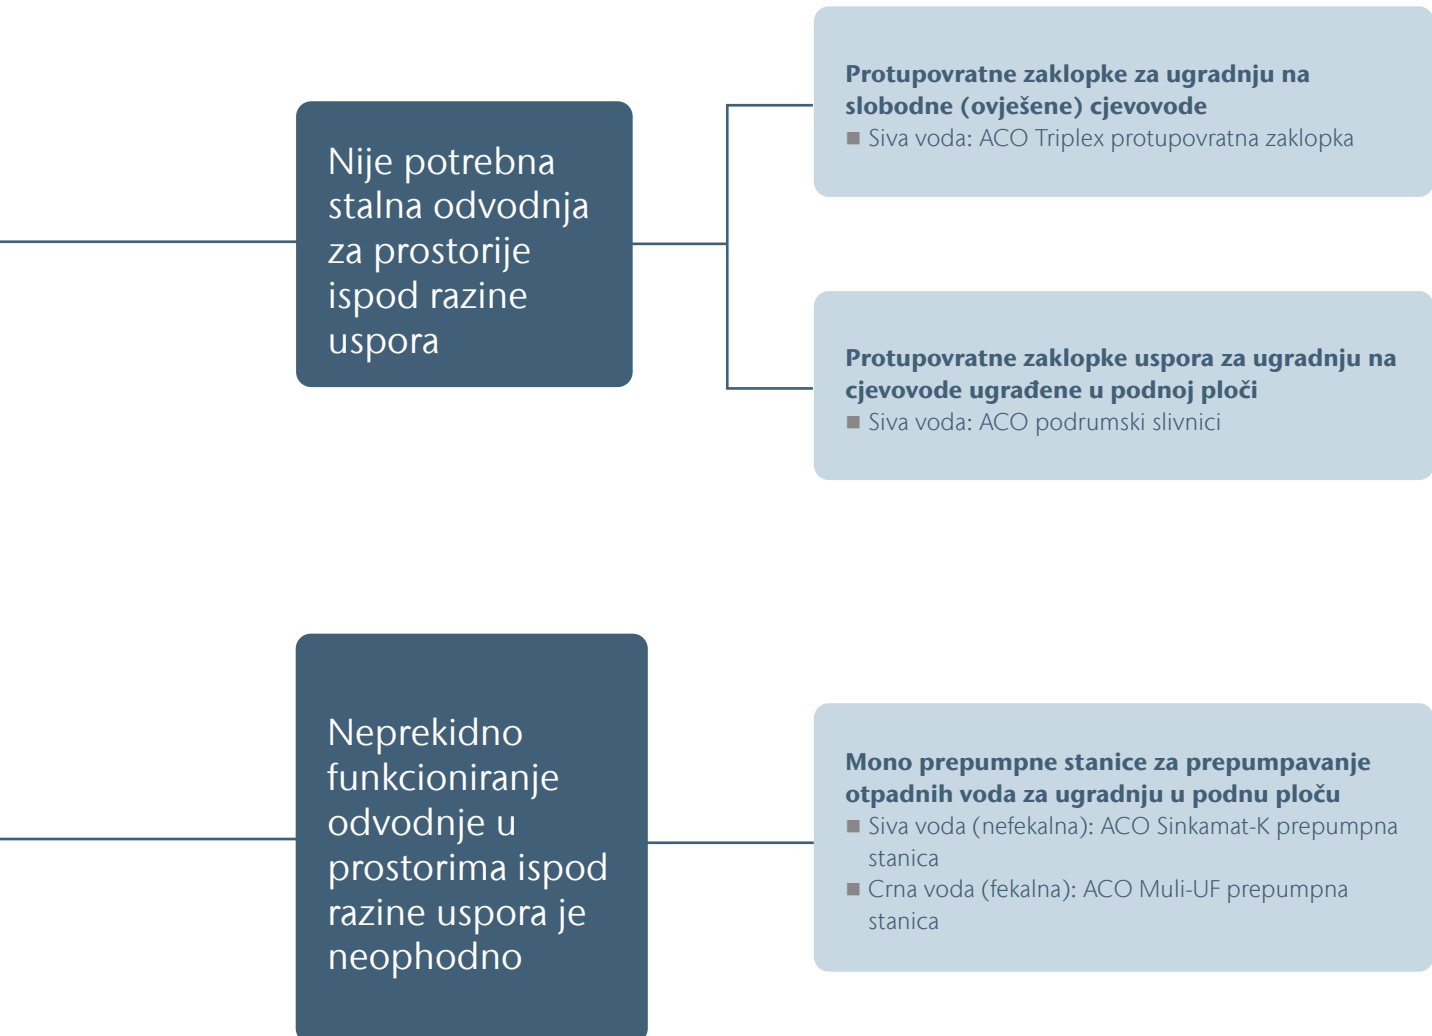 Nije potrebna
stalna odvodnja
za prostorije
ispod razine
uspora
Protupovratne zaklopke za ugradnju na
slobodne (ovješene) cjevovode
■ Siva voda: ACO Triplex protupovratna zaklopka
Protupovratne zaklopke uspora za ugradnju na
cjevovode ugrađene u podnoj ploči
■ Siva voda: ACO podrumski slivnici
Neprekidno
funkcioniranje
odvodnje u
prostorima ispod
razine uspora je
neophodno
Mono prepumpne stanice za prepumpavanje
otpadnih voda za ugradnju u podnu ploču
■ Siva voda (nefekalna): ACO Sinkamat-K prepumpna
stanica
■ Crna voda (fekalna): ACO Muli-UF prepumpna
stanica